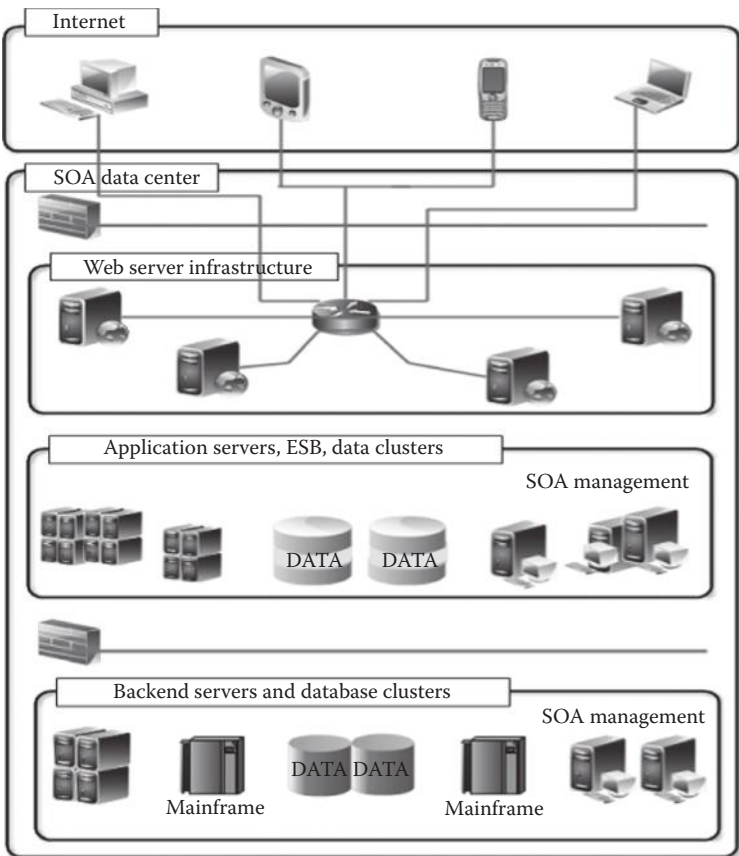 Internet
SOA data center
Web server infrastructure
Application servers, ESB, data clusters
SOA management
DATA
DATA
Backend servers and database clusters
SOA management
DATA DATA
Mainframe
Mainframe